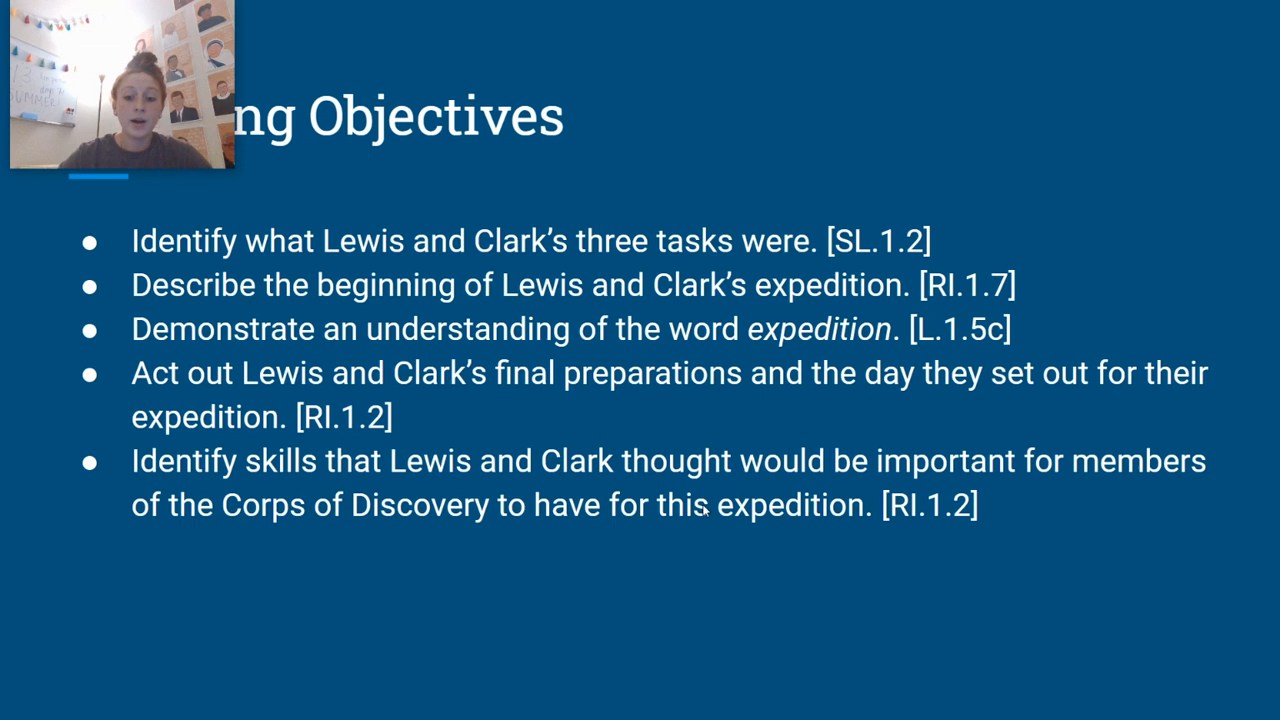 ng Objectives
● Identify what Lewis and Clark’s three tasks were. [SL.1.2]
● Describe the beginning of Lewis and Clark’s expedition. [RI.1.7]
● Demonstrate an understanding of the word expedition. [L.1.5c]
● Act out Lewis and Clark’s final preparations and the day they set out for their
expedition. [RI.1.2]
● Identify skills that Lewis and Clark thought would be important for members
of the Corps of Discovery to have for this expedition. [RI.1.2]